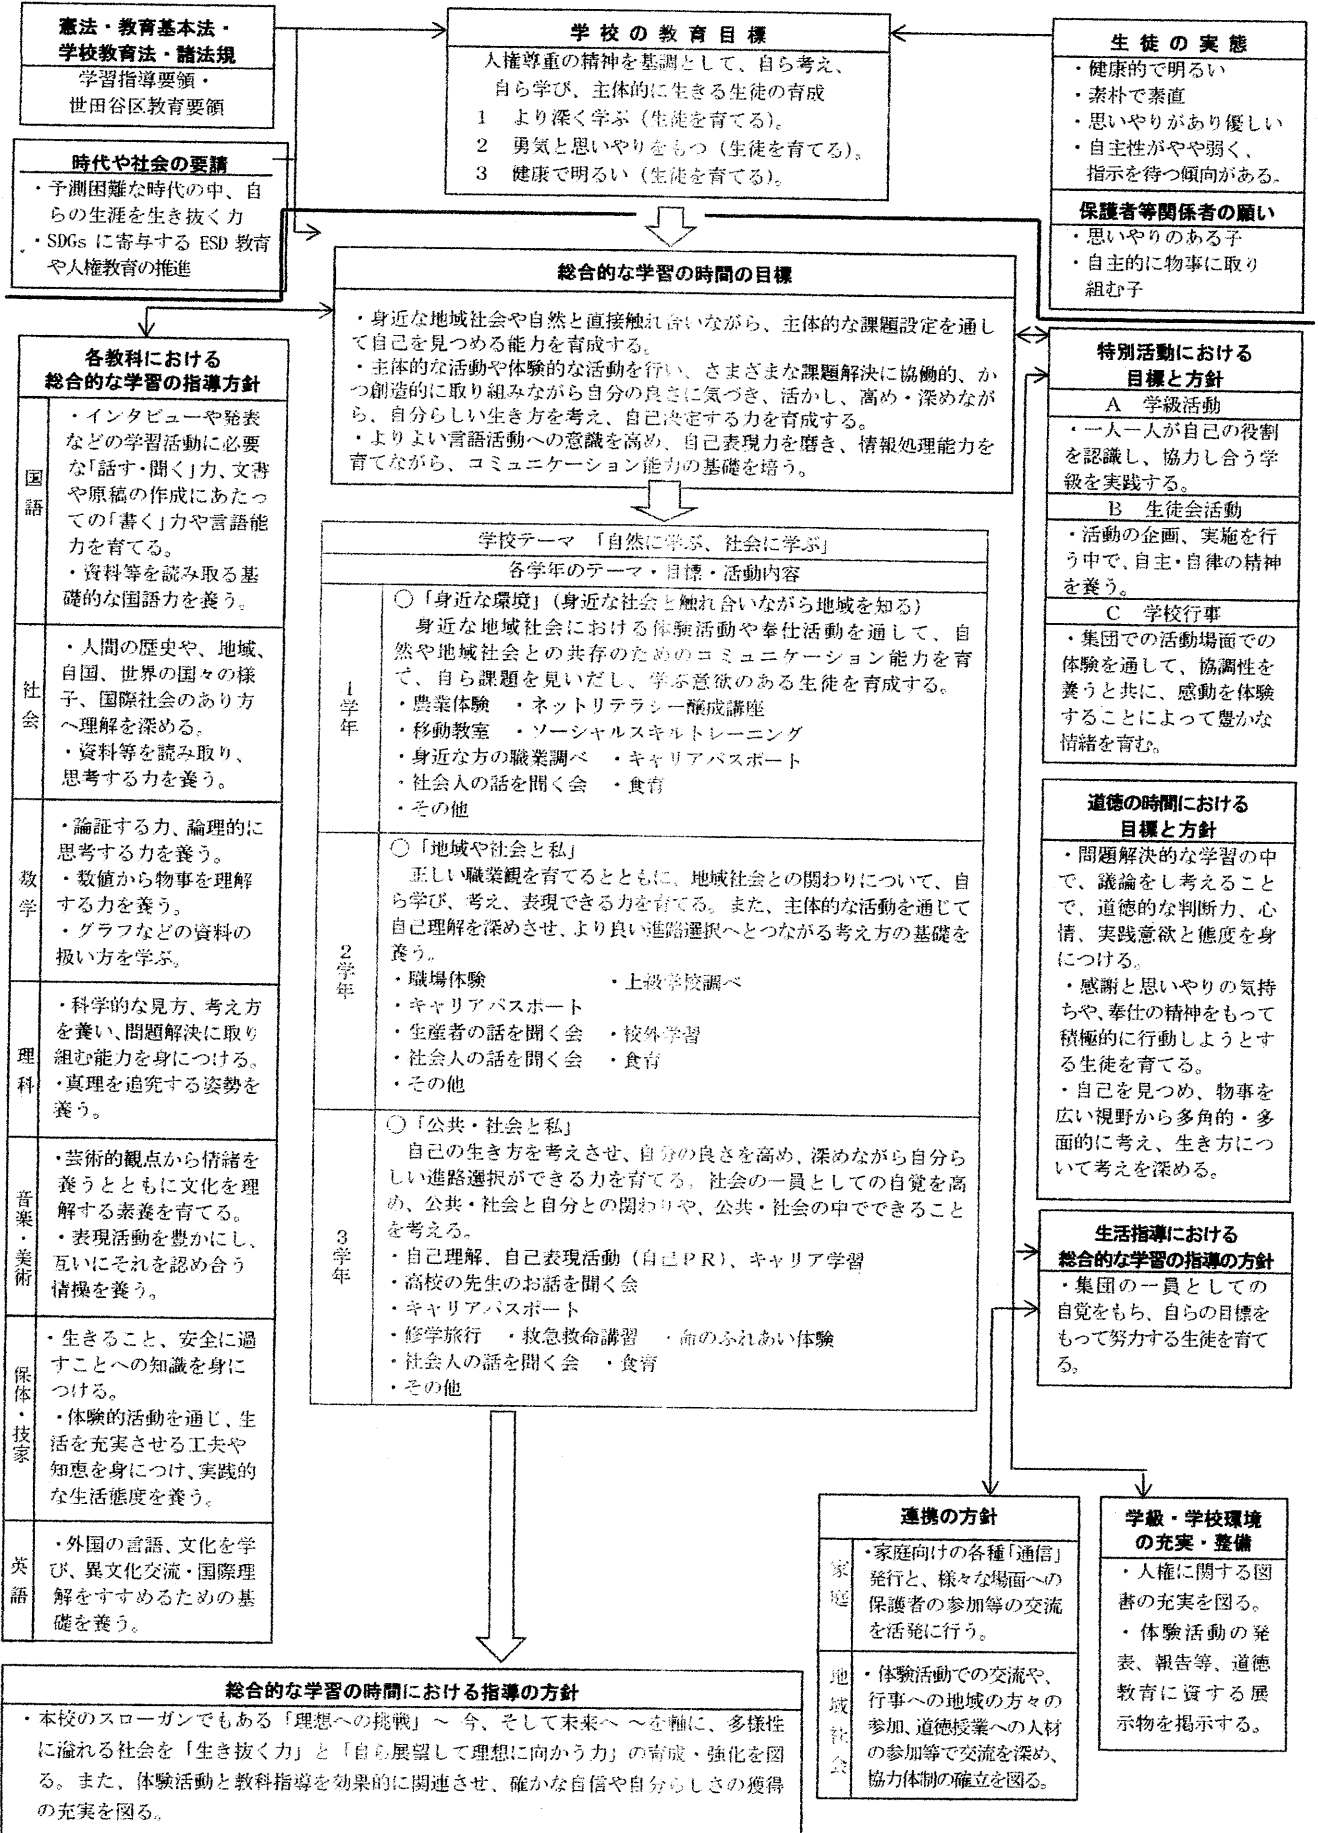 憲法・教育基本法・
学校教育法・諸法規
学習指導要領・
世田谷区教育要領
時代や社会の要請
・予測困難な時代の中、自
らの生涯を生き抜く力
・SDGs に寄与する ESD 教育
や人権教育の推進
学校の教育目標
人権尊重の精神を基調として、自ら考え、
自ら学び、主体的に生きる生徒の育成
1 より深く学ぶ（生徒を育てる）。
2 勇気と思いやりをもつ（生徒を育てる）。
3 健康で明るい（生徒を育てる）。
生徒の実態
・健康的で明るい
・素朴で素直
・思いやりがあり優しい
・自主性がやや弱く、
指示を待つ傾向がある。
保護者等関係者の願い
・思いやりのある子
・自主的に物事に取り
組む子
総合的な学習の時間の目標
・身近な地域社会や自然と直接触れ合いながら、主体的な課題設定を通し
て自己を見つめる能力を育成する。
・主体的な活動や体験的な活動を行い、さまざまな課題解決に協働的、か
つ創造的に取り組みながら自分の良さに気づき、活かし、高め・深めなが
ら、自分らしい生き方を考え、自己決定する力を育成する。
・よりよい言語活動への意識を高め、自己表現力を磨き、情報処理能力を
育てながら、コミュニケーション能力の基礎を培う。
各教科における
総合的な学習の指導方針
国語
・インタビューや発表
などの学習活動に必要
な「話す・聞く」力、文書
や原稿の作成にあたっ
ての「書く」力や言語能
力を育てる。
・資料等を読み取る基
礎的な国語力を養う。
社会
・人間の歴史や、地域、
自国、世界の国々の様
子、国際社会のあり方
へ理解を深める。
・資料等を読み取り、
思考する力を養う。
数学
・論証する力、論理的に
思考する力を養う。
・数値から物事を理解
する力を養う。
・グラフなどの資料の
扱い方を学ぶ。
理科
・科学的な見方、考え方
を養い、問題解決に取り
組む能力を身につける。
・真理を追究する姿勢を
養う。
音楽・美術
・芸術的観点から情緒を
養うとともに文化を理
解する素養を育てる。
・表現活動を豊かにし、
互いにそれを認め合う
情操を養う。
保体・技家
・生きること、安全に過
すことへの知識を身に
つける。
・体験的活動を通じ、生
活を充実させる工夫や
知恵を身につけ、実践的
な生活態度を養う。
英語
・外国の言語、文化を学
び、異文化交流・国際理
解をすすめるための基
礎を養う。
学校テーマ 「自然に学ぶ、社会に学ぶ」
各学年のテーマ・目標・活動内容
1学年
○「身近な環境」（身近な社会と触れ合いながら地域を知る）
身近な地域社会における体験活動や奉仕活動を通して、自
然や地域社会との共存のためのコミュニケーション能力を育
て、自ら課題を見いだし、学ぶ意欲のある生徒を育成する。
・農業体験 ・ネットリテラシー醸成講座
・移動教室 ・ソーシャルスキルトレーニング
・身近な方の職業調べ ・キャリアパスポート
・社会人の話を聞く会 ・食育
・その他
2学年
○「地域や社会と私」
正しい職業観を育てるとともに、地域社会との関わりについて、自
ら学び、考え、表現できる力を育てる。また、主体的な活動を通じて
自己理解を深めさせ、より良い進路選択へとつながる考え方の基礎を
養う。
・職場体験 ・上級学校調べ
・キャリアパスポート
・生産者の話を聞く会 ・校外学習
・社会人の話を聞く会 ・食育
・その他
3学年
○「公共・社会と私」
自己の生き方を考えさせ、自分の良さを高め、深めながら自分ら
しい進路選択ができる力を育てる。社会の一員としての自覚を高
め、公共・社会と自分との関わりや、公共・社会の中でできること
を考える。
・自己理解、自己表現活動（自己PR）、キャリア学習
・高校の先生のお話を聞く会
・キャリアパスポート
・修学旅行 ・救急救命講習 ・命のふれあい体験
・社会人の話を聞く会 ・食育
・その他
特別活動における
目標と方針
A 学級活動
・一人一人が自己の役割
を認識し、協力し合う学
級を実践する。
B 生徒会活動
・活動の企画、実施を行
う中で、自主・自律の精神
を養う。
C 学校行事
・集団での活動場面での
体験を通して、協調性を
養うと共に、感動を体験
することによって豊かな
情緒を育む。
道徳の時間における
目標と方針
・問題解決的な学習の中
で、議論をし考えること
で、道徳的な判断力、心
情、実践意欲と態度を身
につける。
・感謝と思いやりの気持
ちや、奉仕の精神をもって
積極的に行動しようとす
る生徒を育てる。
・自己を見つめ、物事を
広い視野から多角的・多
面的に考え、生き方につ
いて考えを深める。
生活指導における
総合的な学習の指導の方針
・集団の一員としての
自覚をもち、自らの目標を
もって努力する生徒を育て
る。
連携の方針
家庭
・家庭向けの各種「通信」
発行と、様々な場面への
保護者の参加等の交流
を活発に行う。
地域社会
・体験活動での交流や、
行事への地域の方々の
参加、道徳授業への人材
の参加等で交流を深め、
協力体制の確立を図る。
学級・学校環境
の充実・整備
・人権に関する図
書の充実を図る。
・体験活動の発
表、報告等、道徳
教育に資する展
示物を掲示する。
総合的な学習の時間における指導の方針
・本校のスローガンでもある「理想への挑戦」～ 今、そして未来へ ～を軸に、多様性
に溢れる社会を「生き抜く力」と「自ら展望して理想に向かう力」の育成・強化を図
る。また、体験活動と教科指導を効果的に関連させ、確かな自信や自分らしさの獲得
の充実を図る。